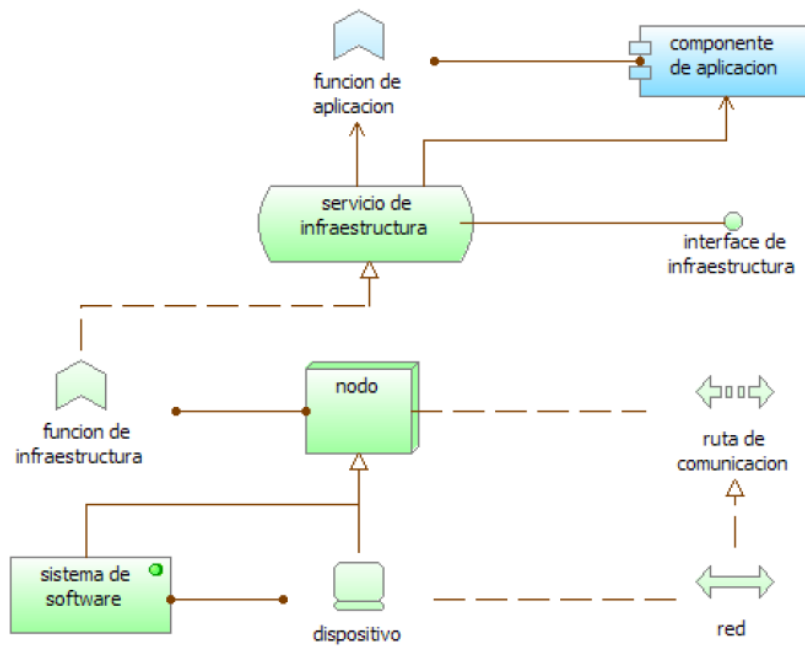 componente
de aplicacion
funcion de
aplicacion
servicio de
infraestructura
interface de
infraestructura
nodo
funcion de
infraestructura
ruta de
comunicacion
sistema de
software
dispositivo
red